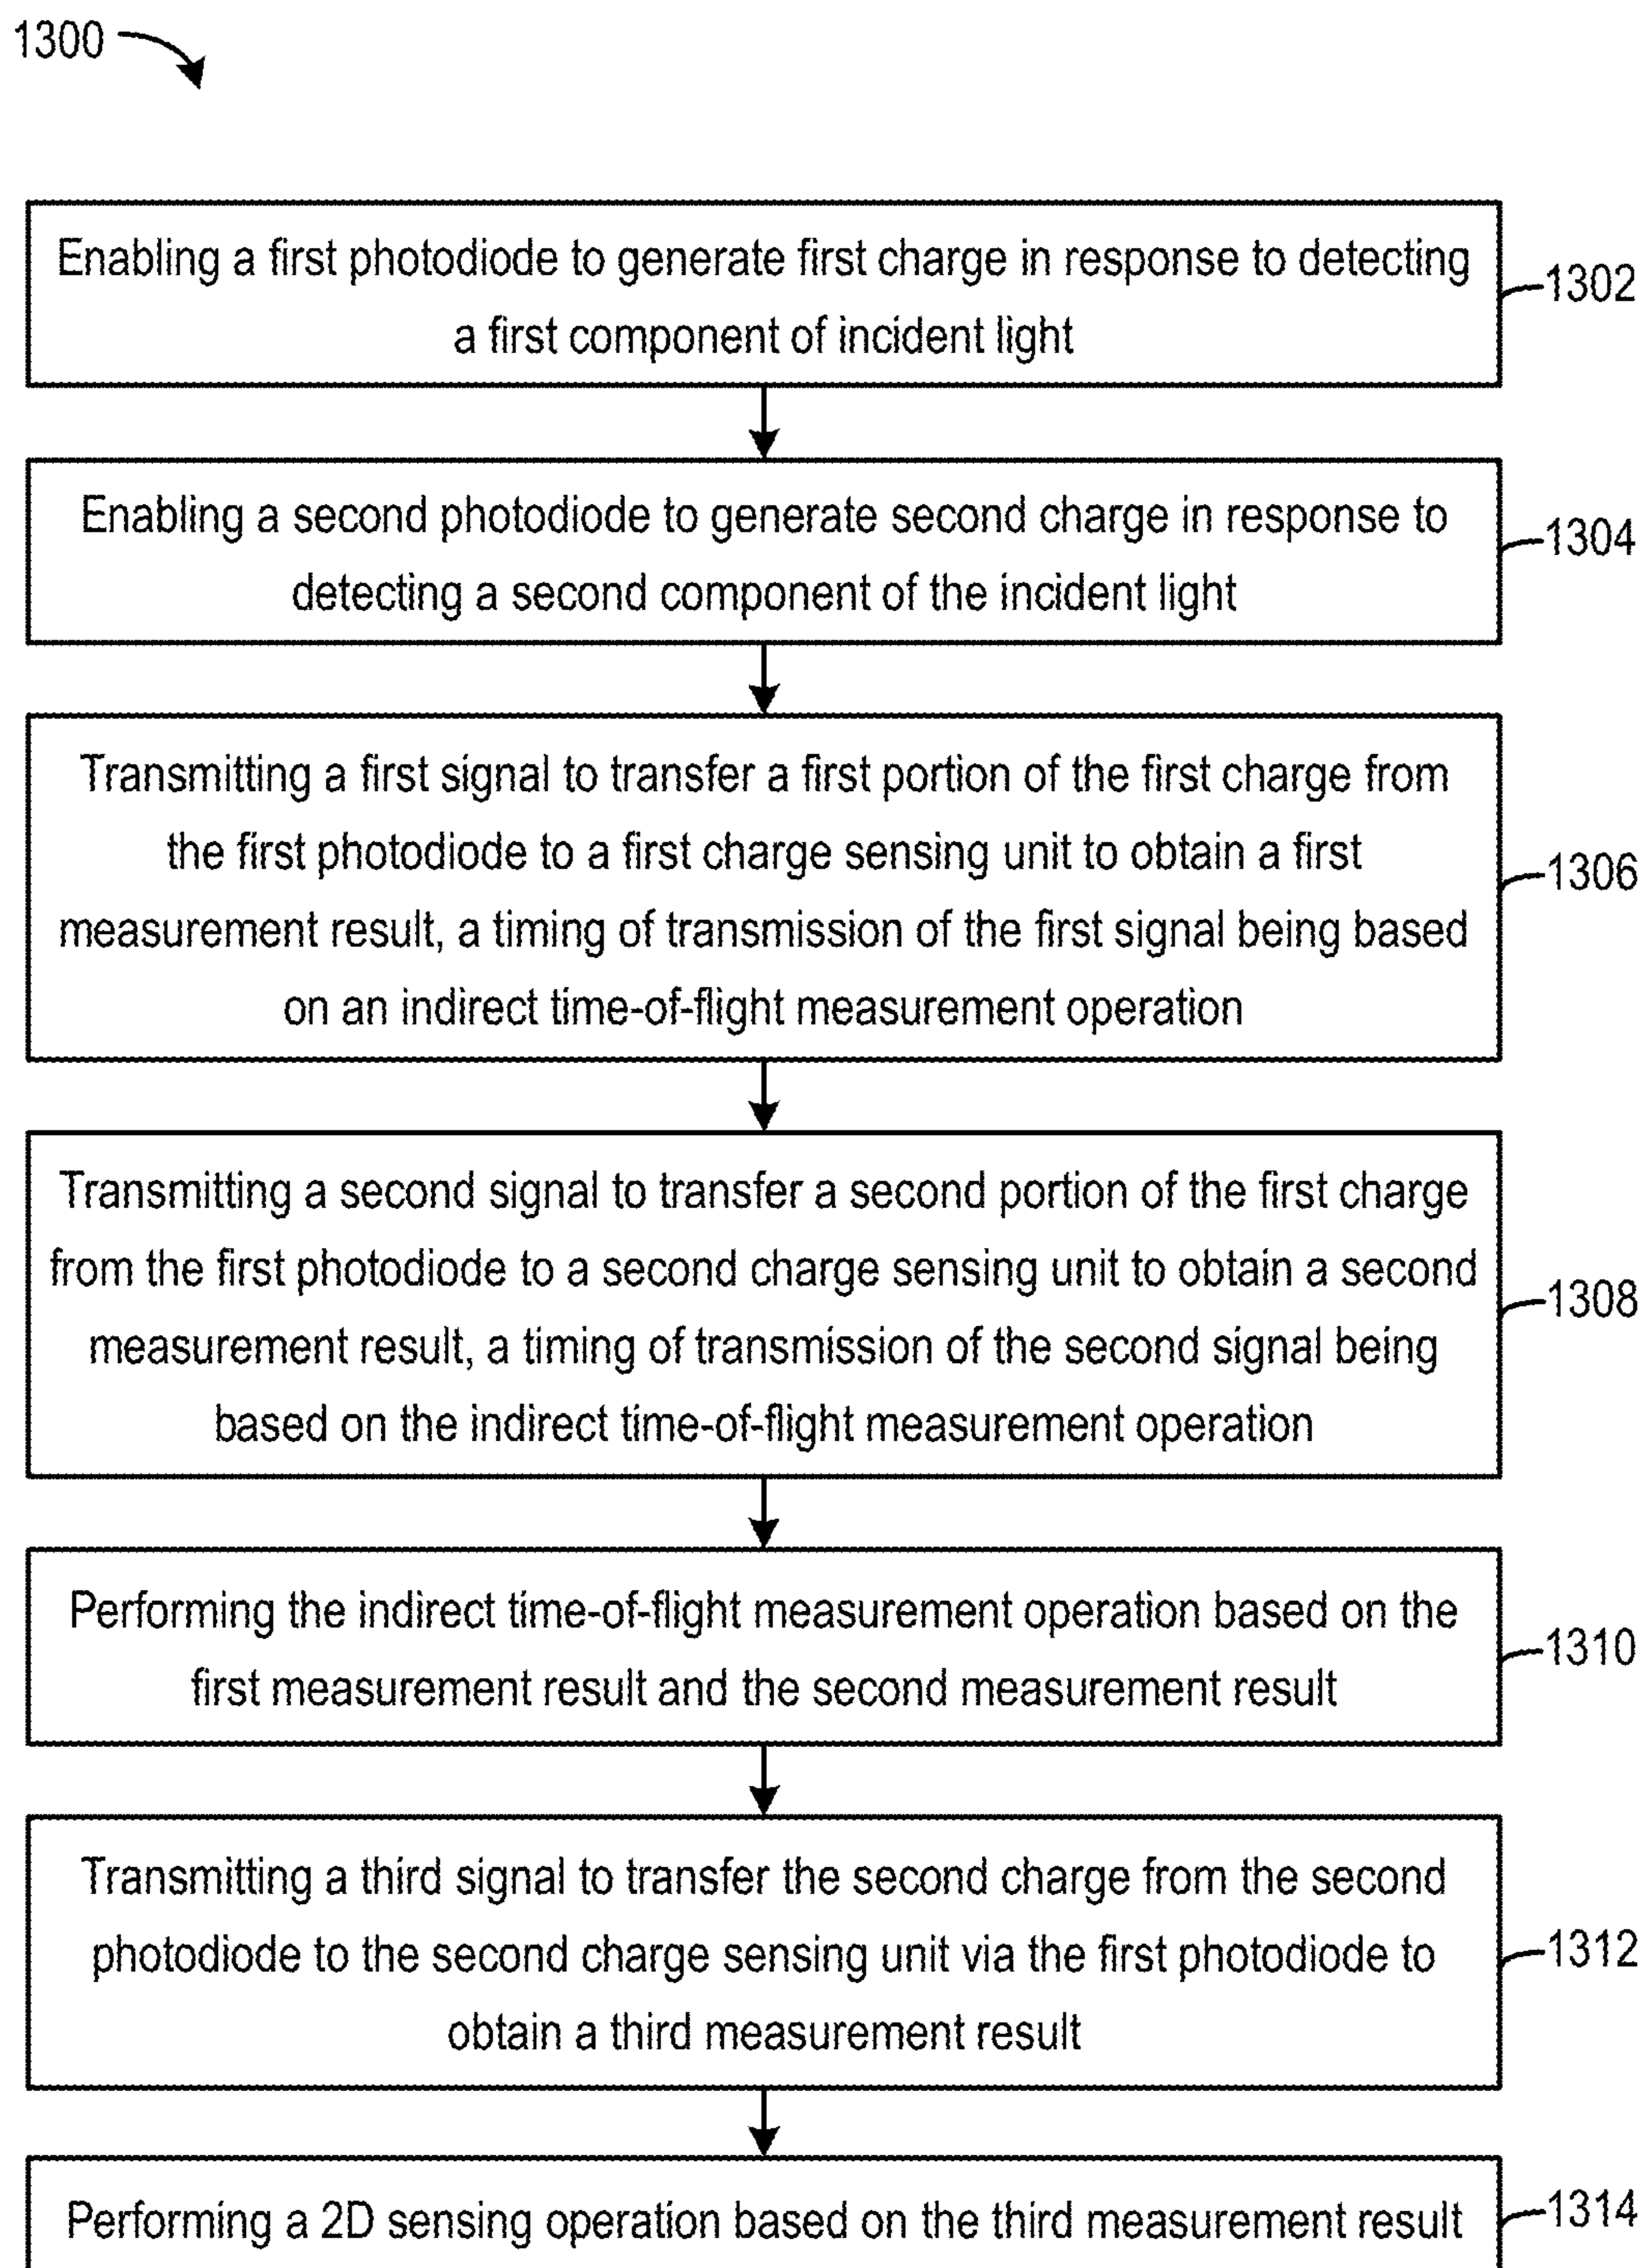 1300
Enabling a first photodiode to generate first charge in response to detecting
a first component of incident light
1302
Enabling a second photodiode to generate second charge in response to
detecting a second component of the incident light
1304
Transmitting a first signal to transfer a first portion of the first charge from
the first photodiode to a first charge sensing unit to obtain a first
measurement result, a timing of transmission of the first signal being based
on an indirect time-of-flight measurement operation
1306
Transmitting a second signal to transfer a second portion of the first charge
from the first photodiode to a second charge sensing unit to obtain a second
measurement result, a timing of transmission of the second signal being
based on the indirect time-of-flight measurement operation
1308
Performing the indirect time-of-flight measurement operation based on the
first measurement result and the second measurement result
1310
Transmitting a third signal to transfer the second charge from the second
photodiode to the second charge sensing unit via the first photodiode to
obtain a third measurement result
1312
Performing a 2D sensing operation based on the third measurement result
1314